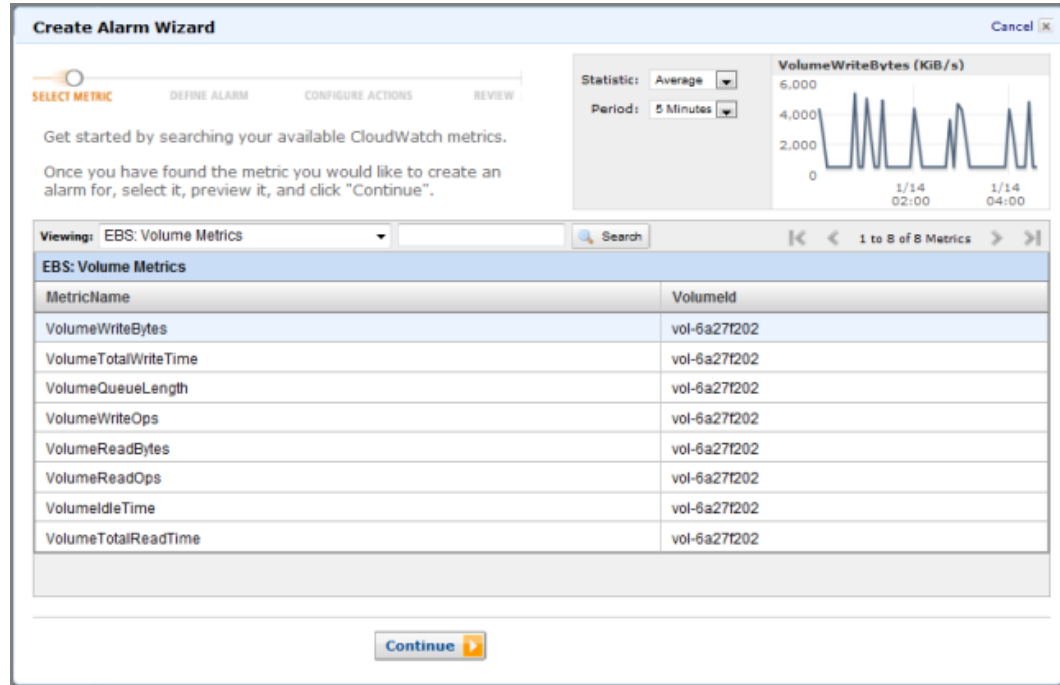 Create Alarm Wizard
Cancel
SELECT METRIC DEFINE ALARM CONFIGURE ACTIONS REVIEW
Get started by searching your available CloudWatch metrics.
Once you have found the metric you would like to create an
alarm for, select it, preview it, and click "Continue".
Statistic: Average
Period: 5 Minutes
VolumeWriteBytes (KiB/s)
6,000
4,000
2,000
0
1/14 1/14
02:00 04:00
Viewing: EBS: Volume Metrics Search 1 to 8 of 8 Metrics
EBS: Volume Metrics
MetricName VolumeId
VolumeWriteBytes vol-6a27f202
VolumeTotalWriteTime vol-6a27f202
VolumeQueueLength vol-6a27f202
VolumeWriteOps vol-6a27f202
VolumeReadBytes vol-6a27f202
VolumeReadOps vol-6a27f202
VolumeIdleTime vol-6a27f202
VolumeTotalReadTime vol-6a27f202
Continue